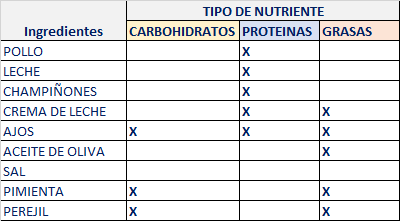 TIPO DE NUTRIENTE
Ingredientes CARBOHIDRATOS PROTEINAS GRASAS
POLLO X
LECHE X
CHAMPIÑONES X
CREMA DE LECHE X X
AJOS X X X
ACEITE DE OLIVA X
SAL
PIMIENTA X X
PEREJIL X X